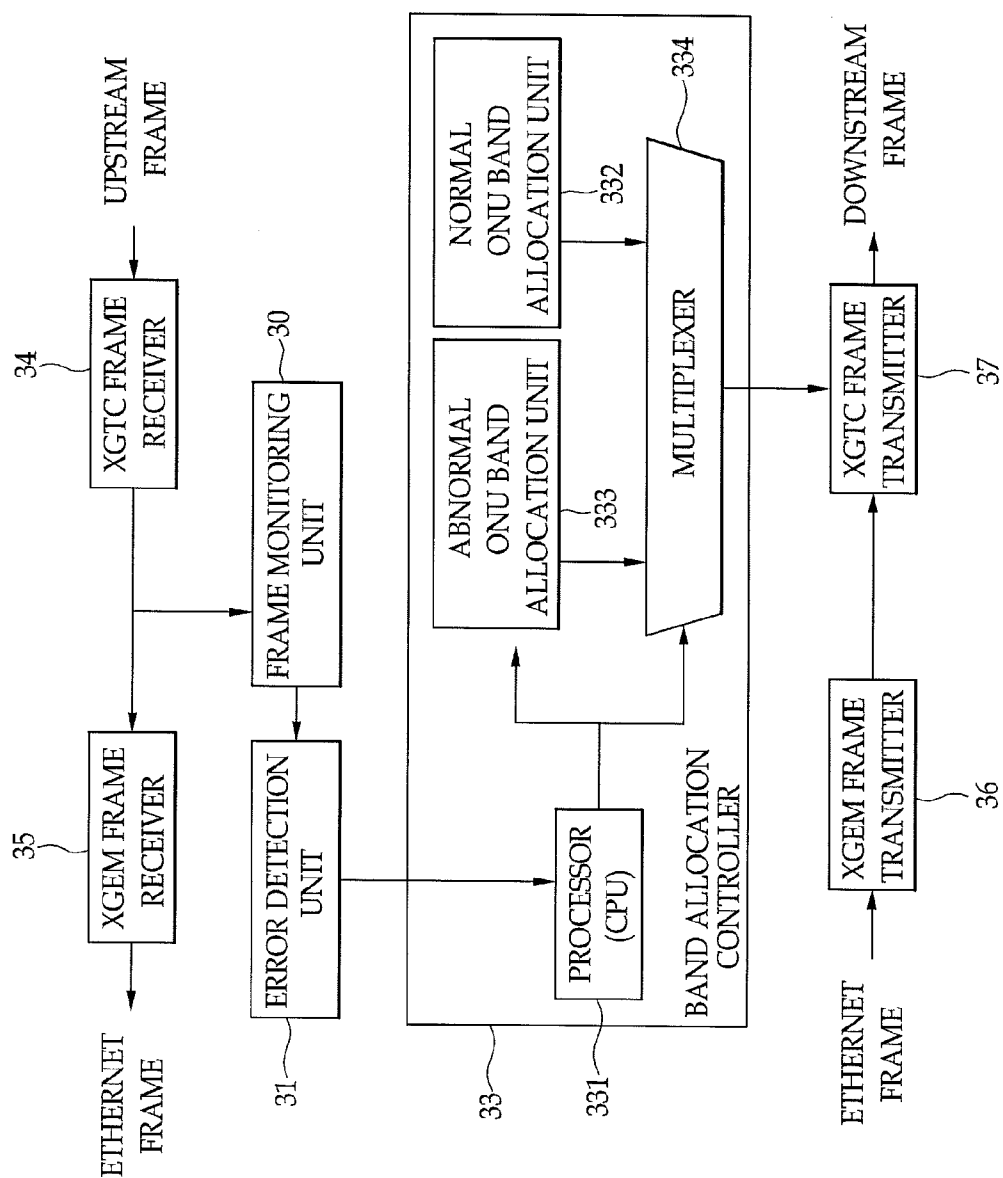 ETHERNET
FRAME
35
XGEM FRAME
RECEIVER
34
XGTC FRAME
RECEIVER
UPSTREAM
FRAME
31
ERROR DETECTION
UNIT
30
FRAME MONITORING
UNIT
33
331
PROCESSOR
(CPU)
BAND ALLOCATION
CONTROLLER
ABNORMAL
ONU BAND
ALLOCATION UNIT
333
NORMAL
ONU BAND
ALLOCATION UNIT
332
MULTIPLEXER
334
ETHERNET
FRAME
XGEM FRAME
TRANSMITTER
36
XGTC FRAME
TRANSMITTER
37
DOWNSTREAM
FRAME